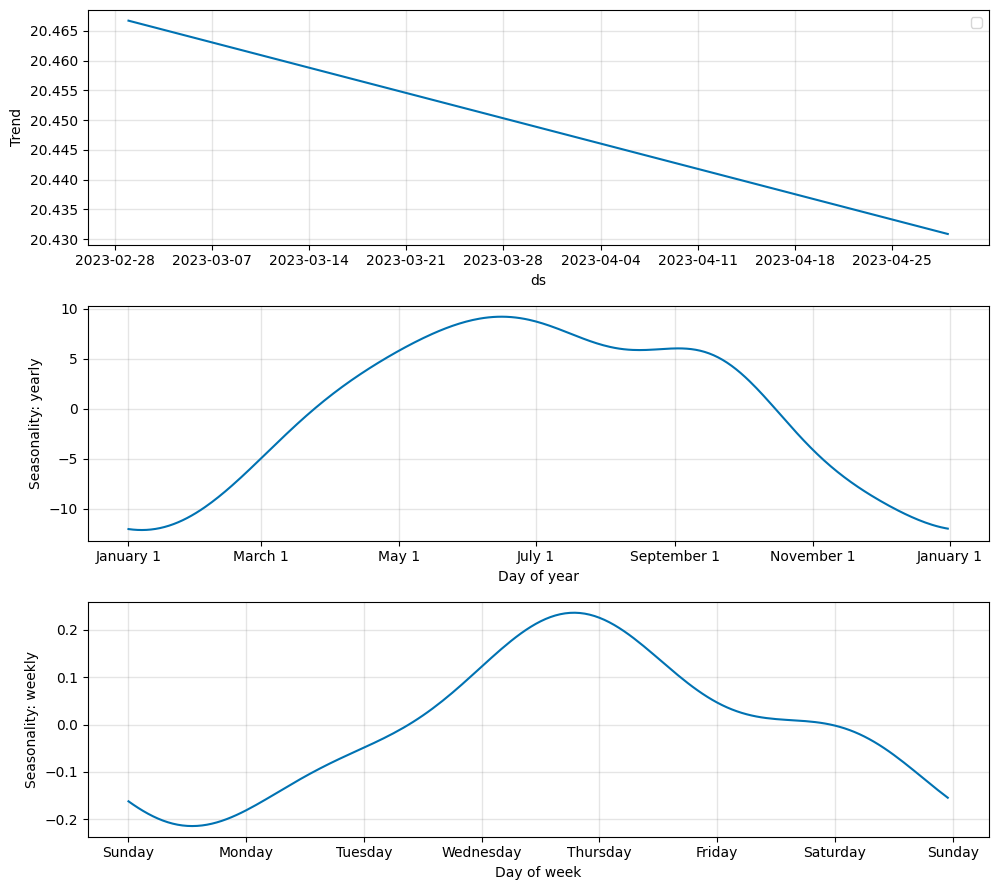 20.465
20.460
20.455
20.450
20.445
20.440
20.435
20.430
Trend
2023-02-28 2023-03-07 2023-03-14 2023-03-21 2023-03-28 2023-04-04 2023-04-11 2023-04-18 2023-04-25
ds
10
5
0
−5
−10
Seasonality: yearly
January 1 March 1 May 1 July 1 September 1 November 1 January 1
Day of year
0.2
0.1
0.0
−0.1
−0.2
Seasonality: weekly
Sunday Monday Tuesday Wednesday Thursday Friday Saturday Sunday
Day of week